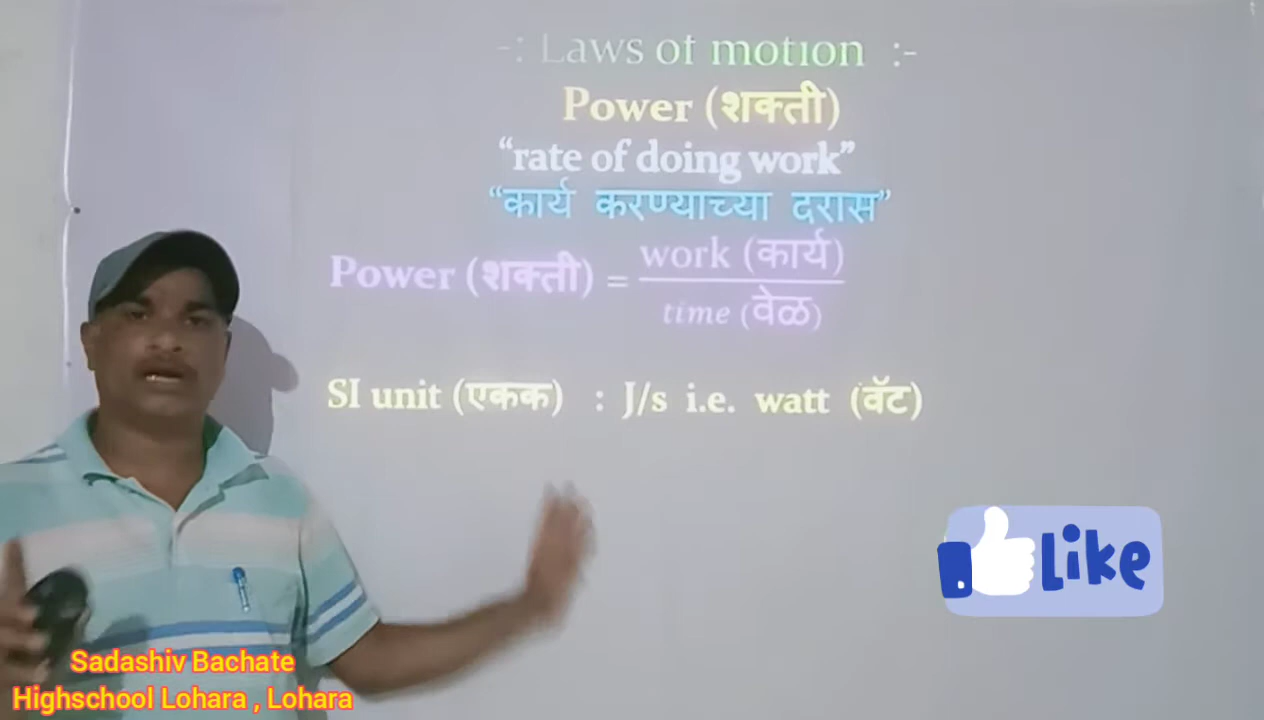 -: Laws of motion :-
Power (शक्ती)
“rate of doing work”
“कार्य करण्याच्या दरास”
Power (शक्ती) = work (कार्य)
time (वेळ)
SI unit (एकक) : J/s i.e. watt (वॅट)
Like
Sadashiv Bachate
Highschool Lohara , Lohara